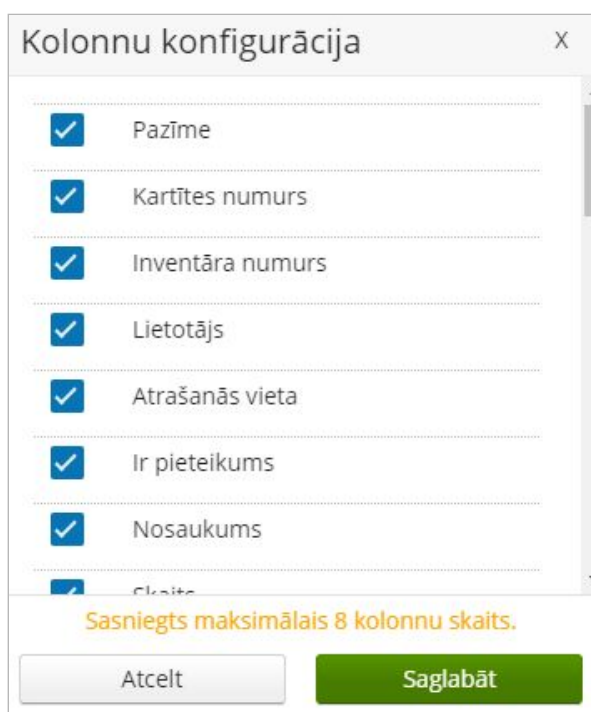 Kolonnu konfigurācija
X
Pazīme
Kartītes numurs
Inventāra numurs
Lietotājs
Atrašanās vieta
Ir pieteikums
Nosaukums
Skaits
Sasniegts maksimālais 8 kolonnu skaits.
Atcelt
Saglabāt